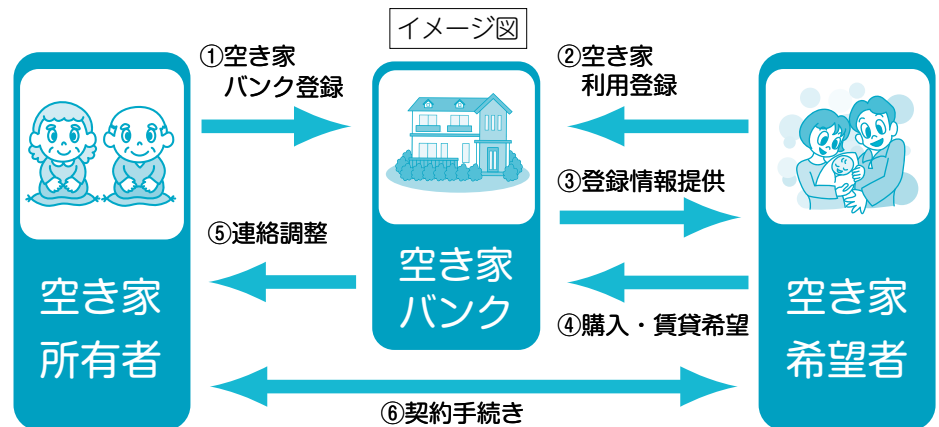 イメージ図
①空き家
バンク登録
②空き家
利用登録
③登録情報提供
⑤連絡調整
④購入・賃貸希望
⑥契約手続き
空き家
所有者
空き家
バンク
空き家
希望者